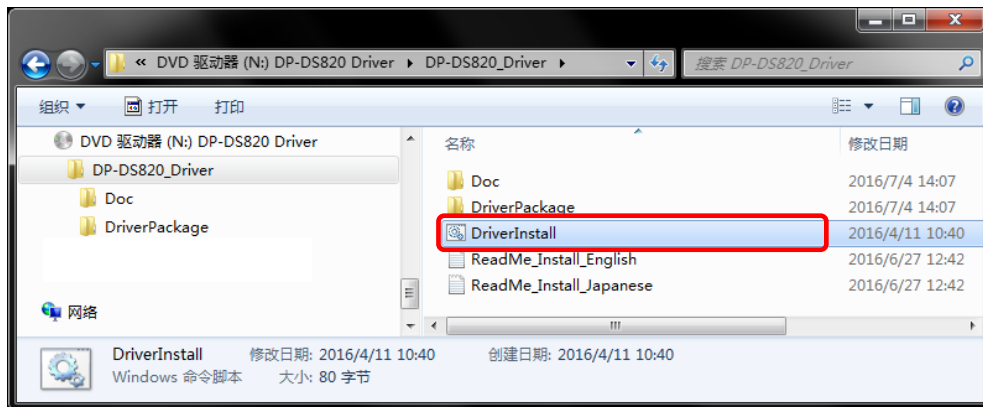 « DVD 驱动器 (N:) DP-DS820 Driver ▸ DP-DS820_Driver ▸ 搜索 DP-DS820_Driver
组织 ▼ 打开 打印
DVD 驱动器 (N:) DP-DS820 Driver
DP-DS820_Driver
Doc
DriverPackage
网络
名称 修改日期
Doc 2016/7/4 14:07
DriverPackage 2016/7/4 14:07
DriverInstall 2016/4/11 10:40
ReadMe_Install_English 2016/6/27 12:42
ReadMe_Install_Japanese 2016/6/27 12:42
DriverInstall 修改日期: 2016/4/11 10:40 创建日期: 2016/4/11 10:40
Windows 命令脚本 大小: 80 字节